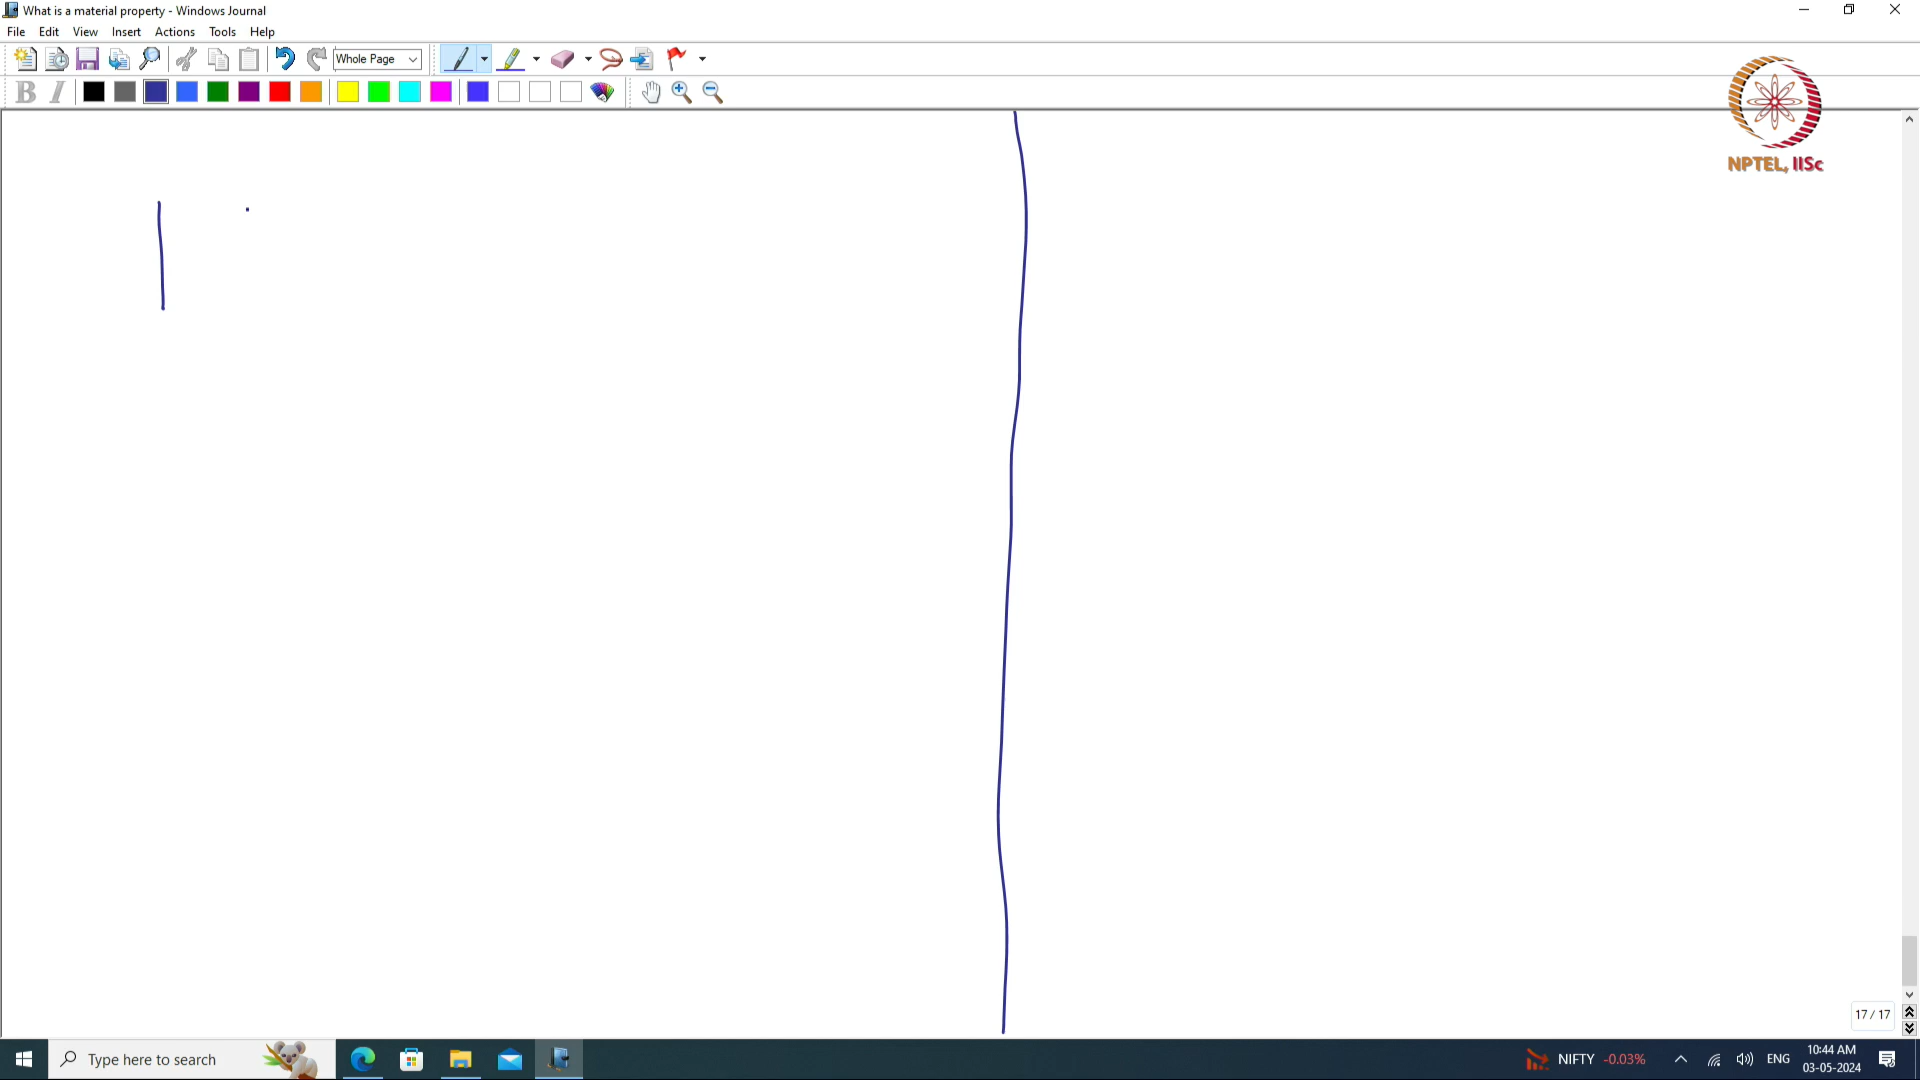 What is a material property - Windows Journal
File Edit View Insert Actions Tools Help
Whole Page
B I
NPTEL, IISc
17 / 17
Type here to search
NIFTY -0.03%
ENG
10:44 AM
03-05-2024